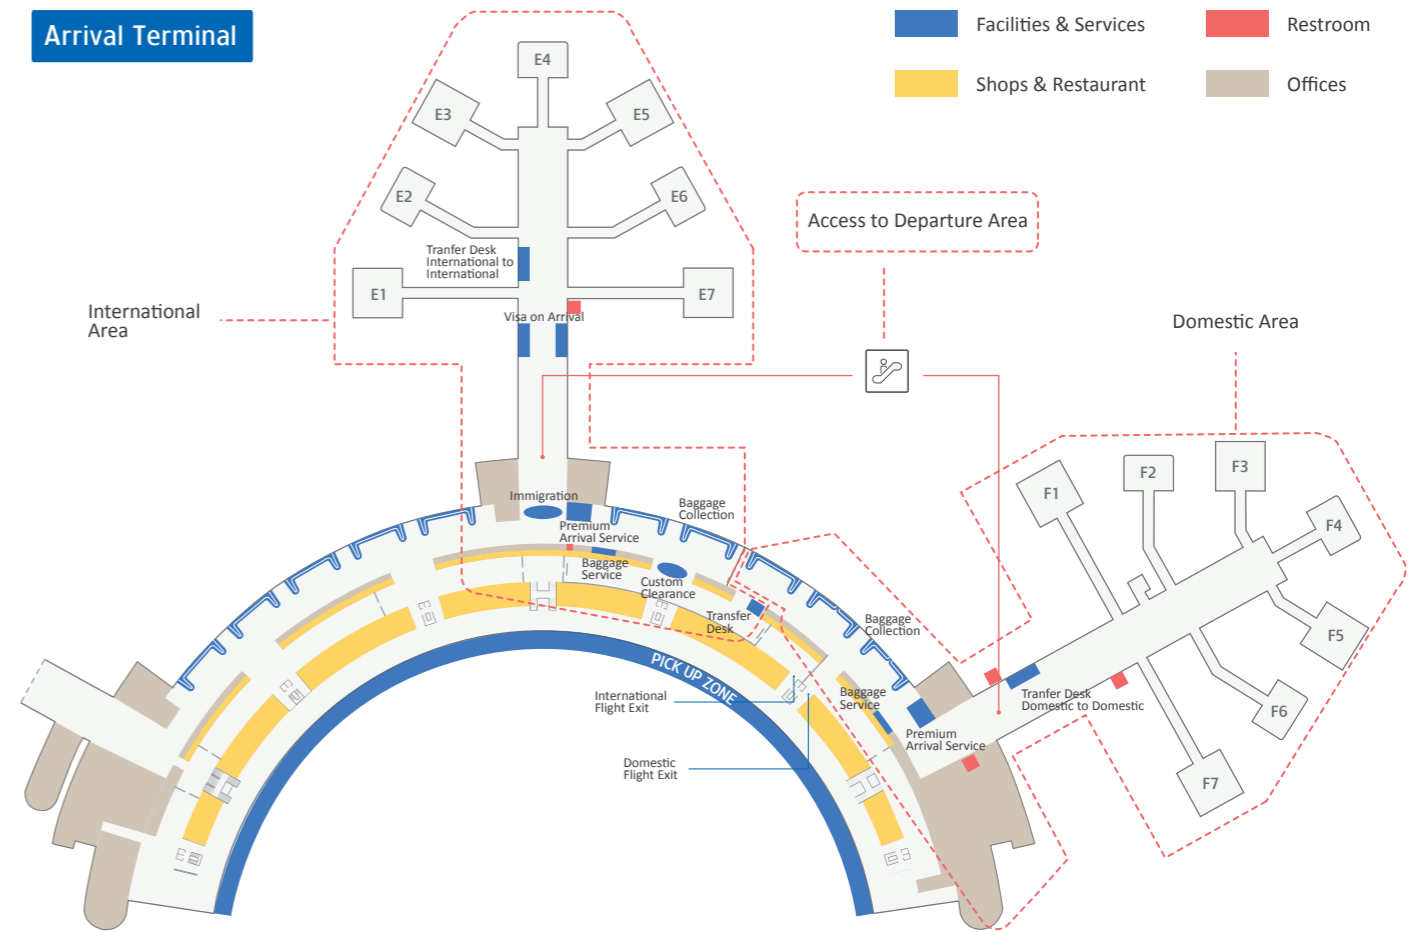 Arrival Terminal
Facilities & Services
Restroom
Shops & Restaurant
Offices
E4
E3
E5
E2
E6
Tranfer Desk
International to
International
E1
E7
Visa on Arrival
International
Area
Access to Departure Area
Domestic Area
F1
F2
F3
F4
F5
F6
F7
Immigration
Premium
Arrival Service
Baggage
Collection
Baggage
Service
Custom
Clearance
Transfer
Desk
Baggage
Collection
PICK UP ZONE
International
Flight Exit
Domestic
Flight Exit
Baggage
Service
Premium
Arrival Service
Tranfer Desk
Domestic to Domestic